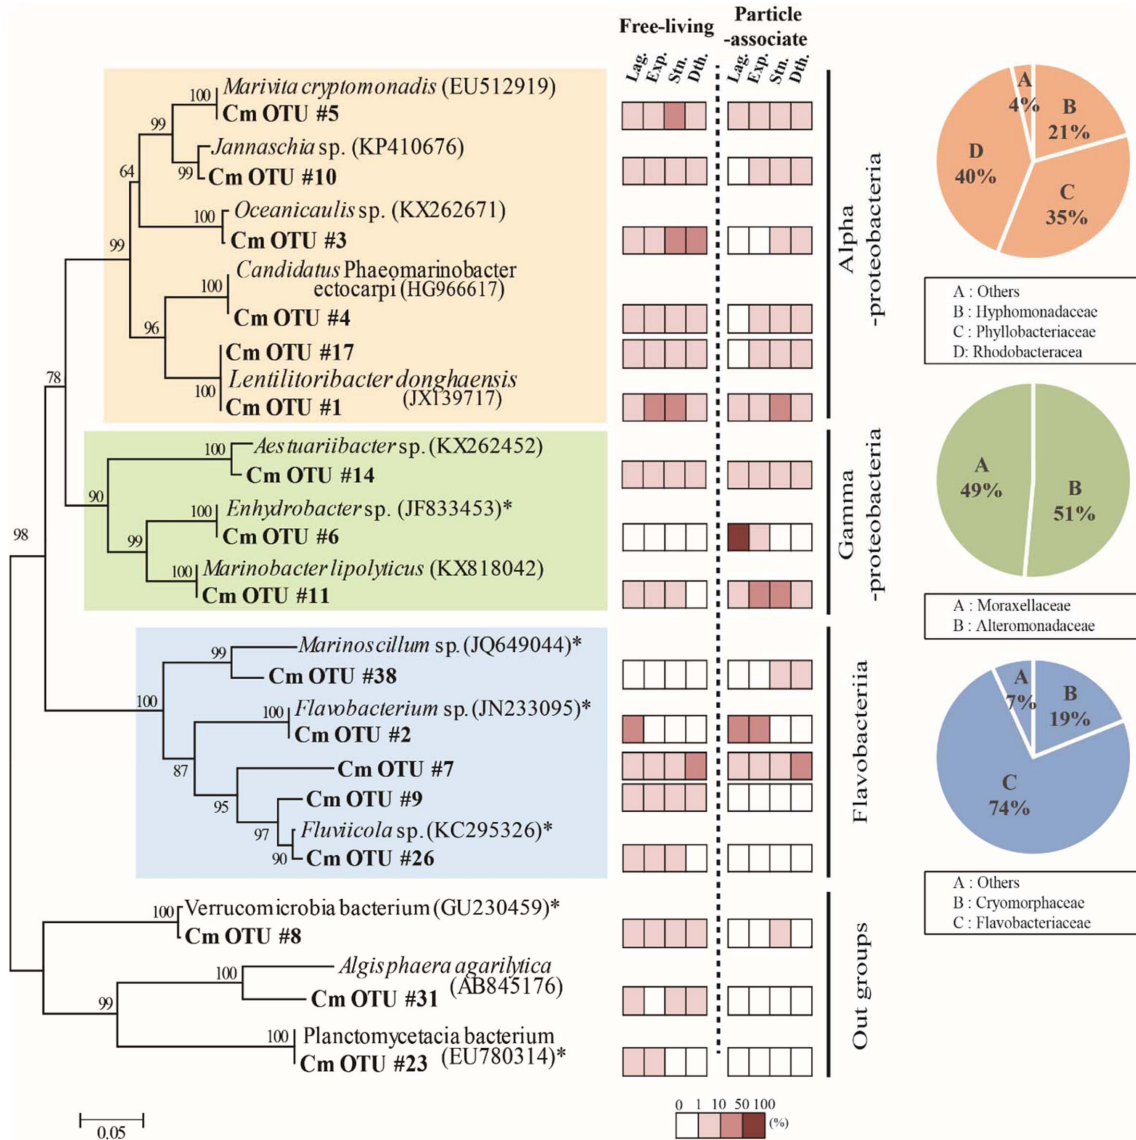 Free-living
Particle
-associate
Lag. Exp. Stn. Dth.
Lag. Exp. Stn. Dth.
100 Marivita cryptomonadis (EU512919)
Cm OTU #5
99
Jannaschia sp. (KP410676)
99 Cm OTU #10
64
100 Oceanicaulis sp. (KX262671)
Cm OTU #3
99
Candidatus Phaeomarinobacter
100 ectocarpi (HG966617)
Cm OTU #4
96
Cm OTU #17
Lentilitoribacter donghaensis
100 (JX139717)
Cm OTU #1
78
100 Aestuariibacter sp. (KX262452)
Cm OTU #14
90
100 Enhydrobacter sp. (JF833453)*
Cm OTU #6
99
Marinobacter lipolyticus (KX818042)
100 Cm OTU #11
98
Marinoscillum sp. (JQ649044)*
99
Cm OTU #38
100
Flavobacterium sp. (JN233095)*
100
Cm OTU #2
87
Cm OTU #7
95
Cm OTU #9
97
Fluviicola sp. (KC295326)*
90 Cm OTU #26
Verrucomicrobia bacterium (GU230459)*
100
Cm OTU #8
Algisphaera agarilytica
100 (AB845176)
Cm OTU #31
99
100 Planctomycetacia bacterium
(EU780314)*
Cm OTU #23
0.05
0 1 10 50 100
(%)
Alpha
-proteobacteria
Gamma
-proteobacteria
Flavobacteriia
Out groups
A
4%
B
21%
D
40%
C
35%
A : Others
B : Hyphomonadaceae
C : Phyllobacteriaceae
D: Rhodobacteracea
A
49%
B
51%
A : Moraxellaceae
B : Alteromonadaceae
A
7%
B
19%
C
74%
A : Others
B : Cryomorphaceae
C : Flavobacteriaceae